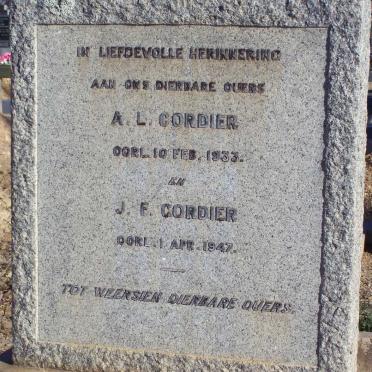 IN LIEFDEVOLLE HERINNERING
AAN ONS DIERBARE OUERS
A. L. CORDIER
OORL. 10 FEB. 1933.
EN
J. F. CORDIER
OORL. 1 APR. 1947.
TOT WEERSIEN DIERBARE OUERS.